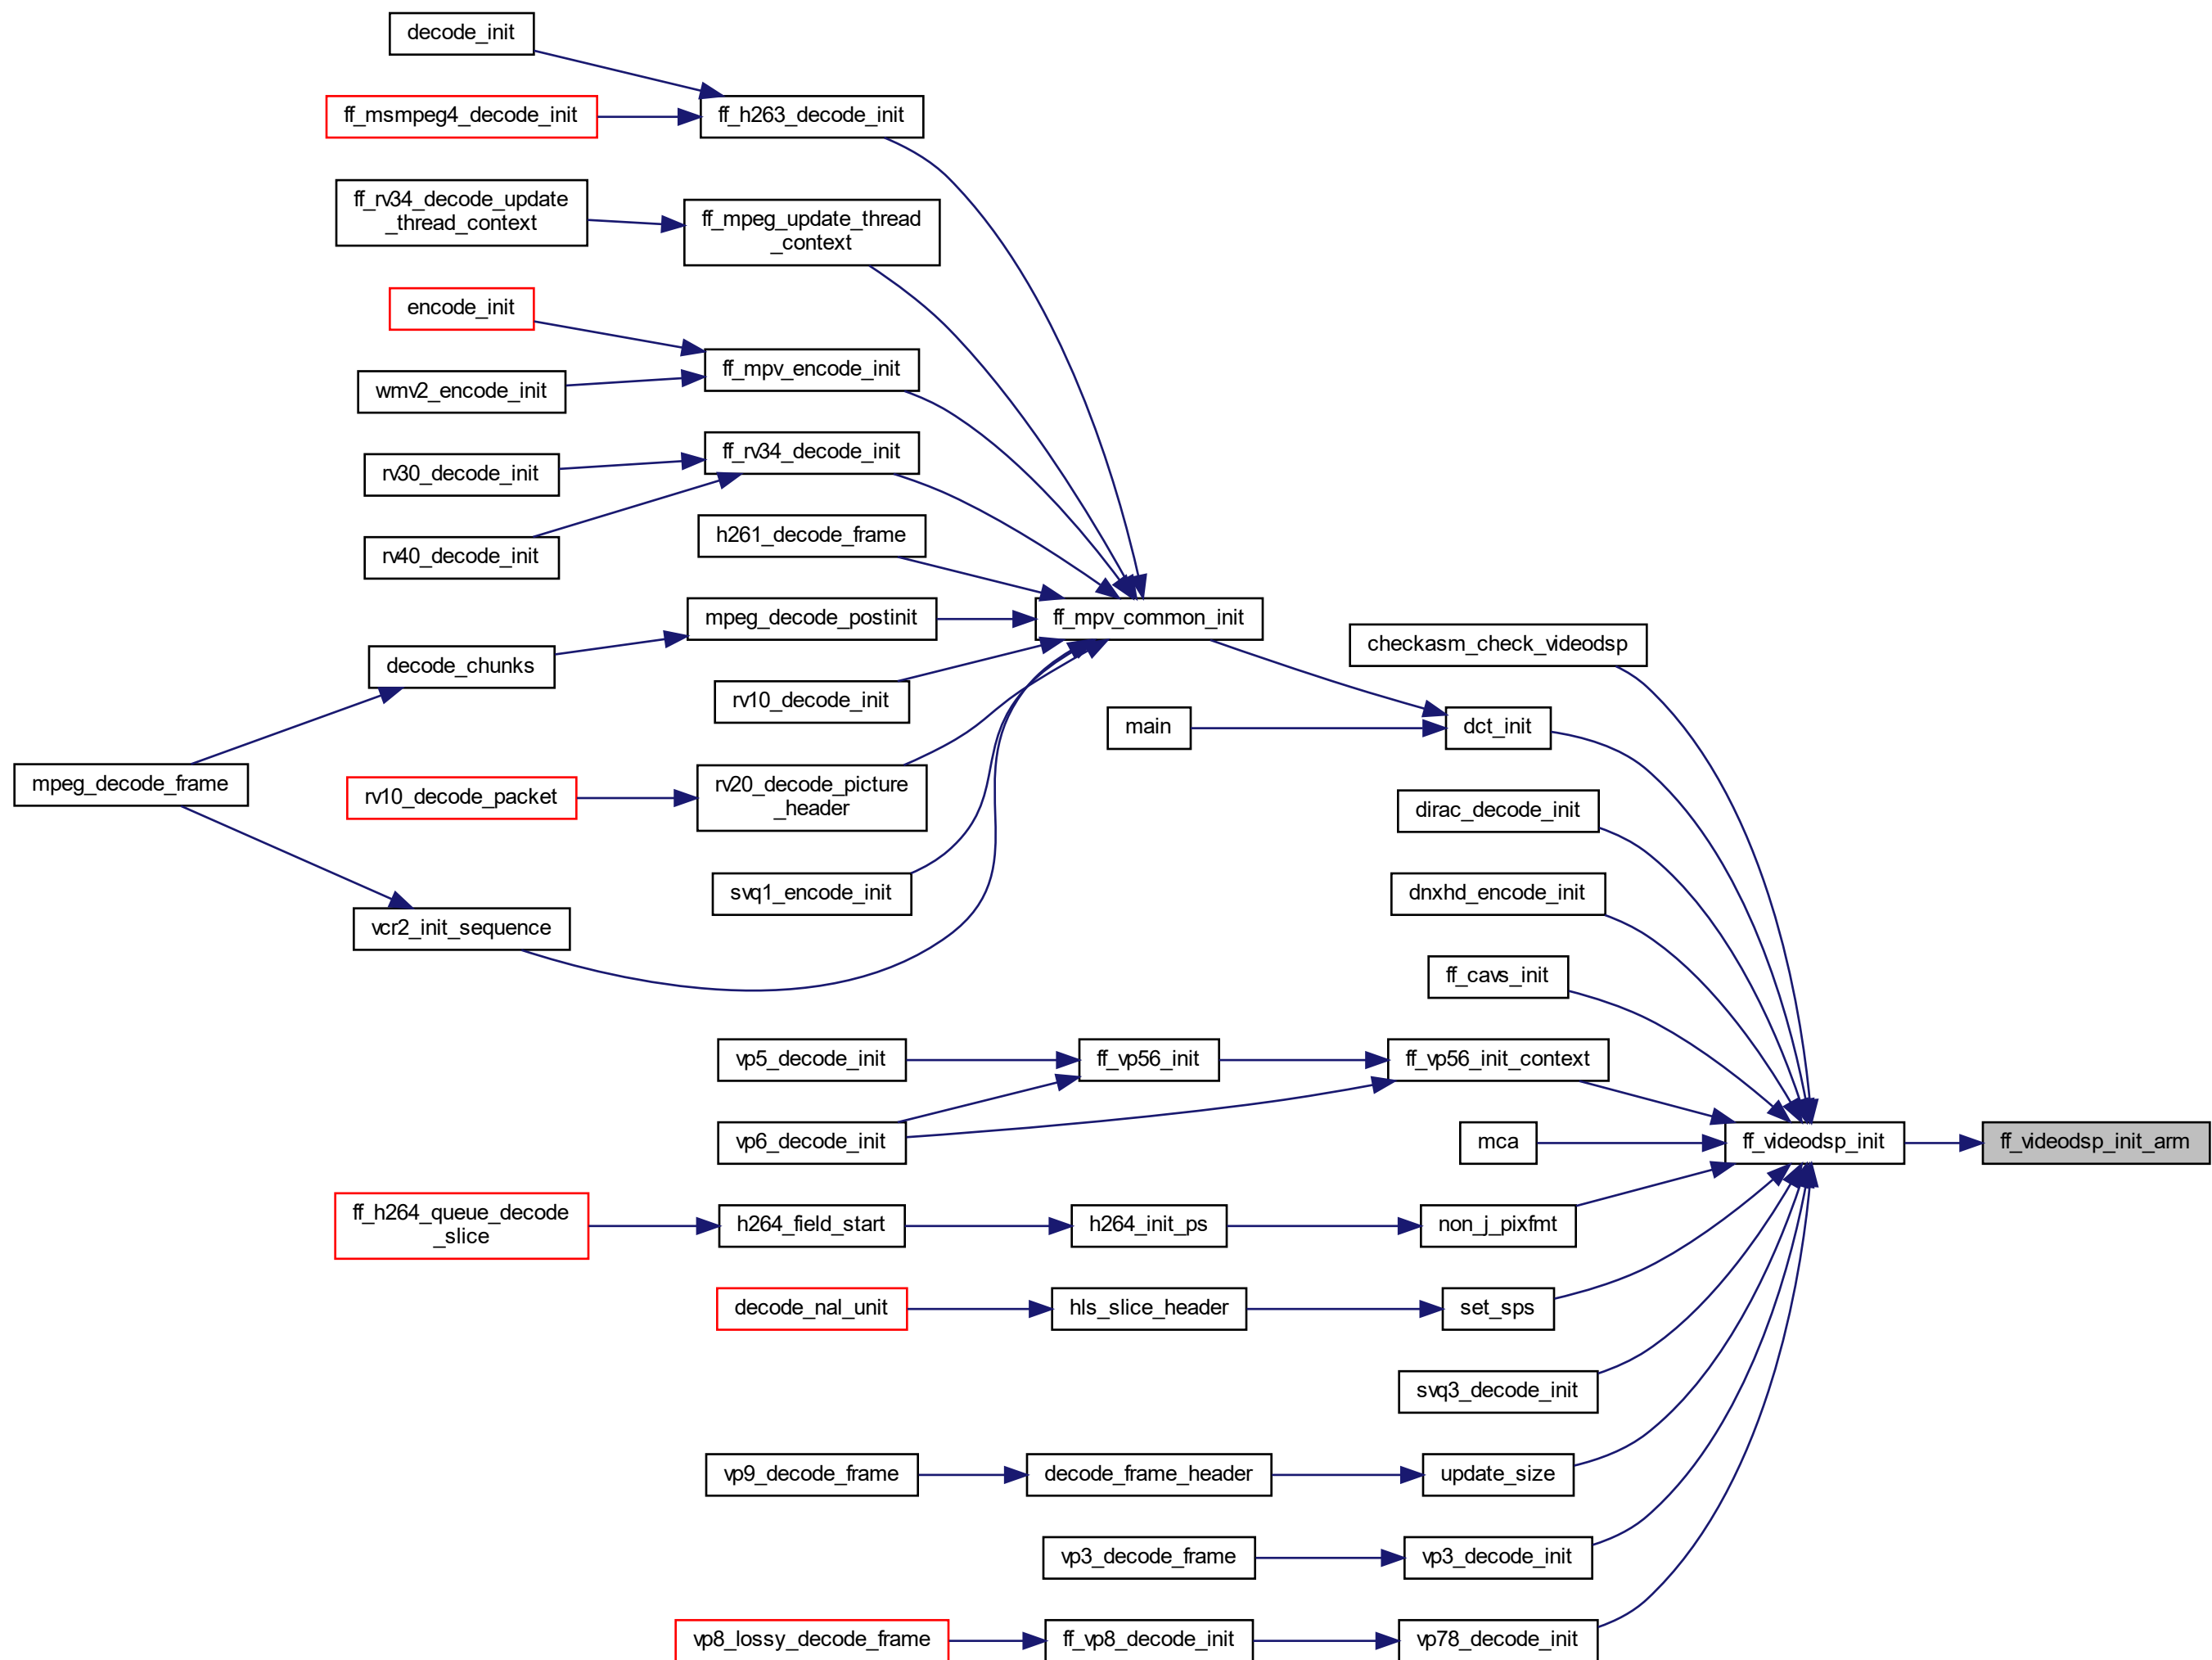 decode_init
ff_msmpeg4_decode_init
ff_h263_decode_init
ff_rv34_decode_update
_thread_context
ff_mpeg_update_thread
_context
encode_init
ff_mpv_encode_init
wmv2_encode_init
ff_rv34_decode_init
rv30_decode_init
rv40_decode_init
h261_decode_frame
mpeg_decode_postinit
ff_mpv_common_init
checkasm_check_videodsp
decode_chunks
rv10_decode_init
main
dct_init
mpeg_decode_frame
rv10_decode_packet
rv20_decode_picture
_header
dirac_decode_init
svq1_encode_init
dnxhd_encode_init
vcr2_init_sequence
ff_cavs_init
vp5_decode_init
ff_vp56_init
ff_vp56_init_context
vp6_decode_init
mca
ff_videodsp_init
ff_videodsp_init_arm
ff_h264_queue_decode
_slice
h264_field_start
h264_init_ps
non_j_pixfmt
decode_nal_unit
hls_slice_header
set_sps
svq3_decode_init
vp9_decode_frame
decode_frame_header
update_size
vp3_decode_frame
vp3_decode_init
vp8_lossy_decode_frame
ff_vp8_decode_init
vp78_decode_init